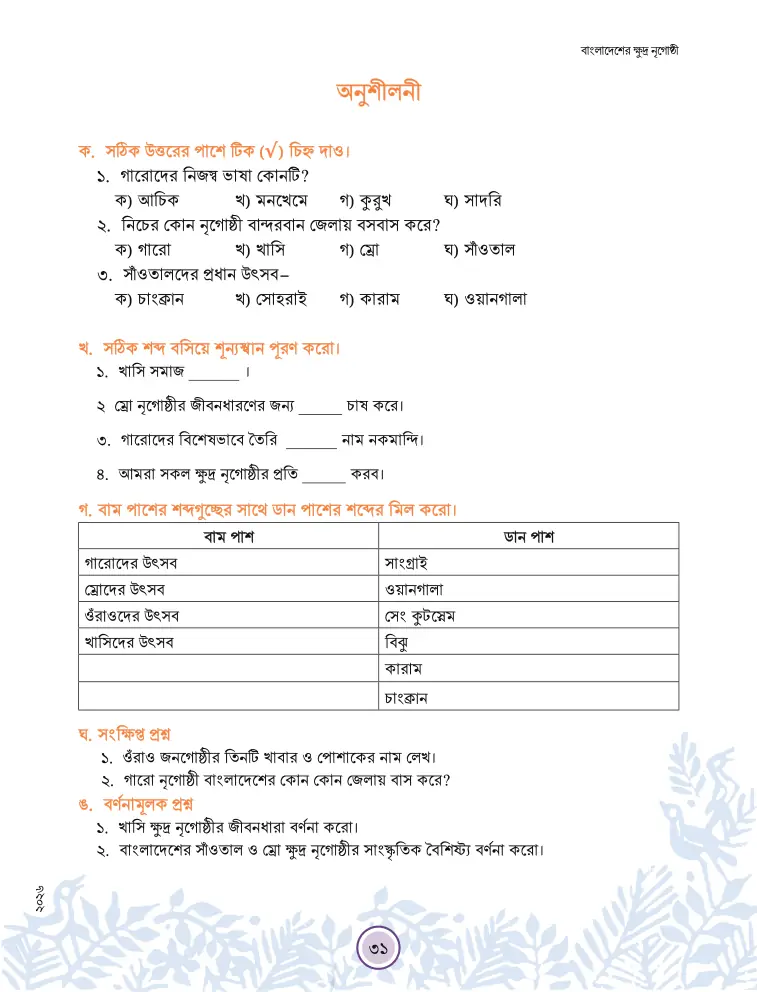 বাংলাদেশের ক্ষুদ্র নৃগোষ্ঠী
অনুশীলনী
ক. সঠিক উত্তরের পাশে টিক (√) চিহ্ন দাও।
১. গারোদের নিজস্ব ভাষা কোনটি?
ক) আচিক খ) মনখেমে গ) কুরুখ ঘ) সাদরি
২. নিচের কোন নৃগোষ্ঠী বান্দরবান জেলায় বসবাস করে?
ক) গারো খ) খাসি গ) ম্রো ঘ) সাঁওতাল
৩. সাঁওতালদের প্রধান উৎসব–
ক) চাংক্রান খ) সোহরাই গ) কারাম ঘ) ওয়ানগালা
খ. সঠিক শব্দ বসিয়ে শূন্যস্থান পূরণ করো।
১. খাসি সমাজ ______ ।
২ ম্রো নৃগোষ্ঠীর জীবনধারণের জন্য _____ চাষ করে।
৩. গারোদের বিশেষভাবে তৈরি ______ নাম নকমান্দি।
৪. আমরা সকল ক্ষুদ্র নৃগোষ্ঠীর প্রতি _____ করব।
গ. বাম পাশের শব্দগুচ্ছের সাথে ডান পাশের শব্দের মিল করো।
বাম পাশ ডান পাশ
গারোদের উৎসব সাংগ্রাই
ম্রোদের উৎসব ওয়ানগালা
ওঁরাওদের উৎসব সেং কুটস্নেম
খাসিদের উৎসব বিঝু
কারাম
চাংক্রান
ঘ. সংক্ষিপ্ত প্রশ্ন
১. ওঁরাও জনগোষ্ঠীর তিনটি খাবার ও পোশাকের নাম লেখ।
২. গারো নৃগোষ্ঠী বাংলাদেশের কোন কোন জেলায় বাস করে?
ঙ. বর্ণনামূলক প্রশ্ন
১. খাসি ক্ষুদ্র নৃগোষ্ঠীর জীবনধারা বর্ণনা করো।
২. বাংলাদেশের সাঁওতাল ও ম্রো ক্ষুদ্র নৃগোষ্ঠীর সাংস্কৃতিক বৈশিষ্ট্য বর্ণনা করো।
২০২৬
৩১